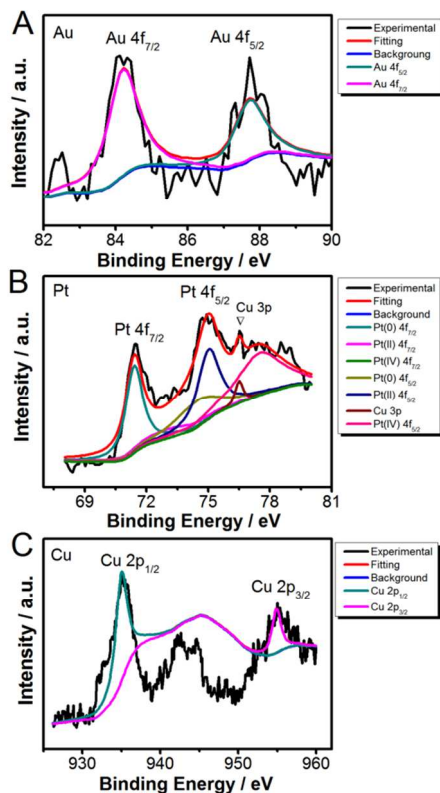 A
Au
Au 4f7/2
Au 4f5/2
Experimental
Fitting
Backgroung
Au 4f5/2
Au 4f7/2
Intensity / a.u.
82 84 86 88 90
Binding Energy / eV
B
Pt
Pt 4f7/2
Pt 4f5/2
Cu 3p
Experimental
Fitting
Background
Pt(0) 4f7/2
Pt(II) 4f7/2
Pt(IV) 4f7/2
Pt(0) 4f5/2
Pt(II) 4f5/2
Cu 3p
Pt(IV) 4f5/2
Intensity / a.u.
69 72 75 78 81
Binding Energy / eV
C
Cu
Cu 2p1/2
Cu 2p3/2
Experimental
Fitting
Background
Cu 2p1/2
Cu 2p3/2
Intensity / a.u.
930 940 950 960
Binding Energy / eV